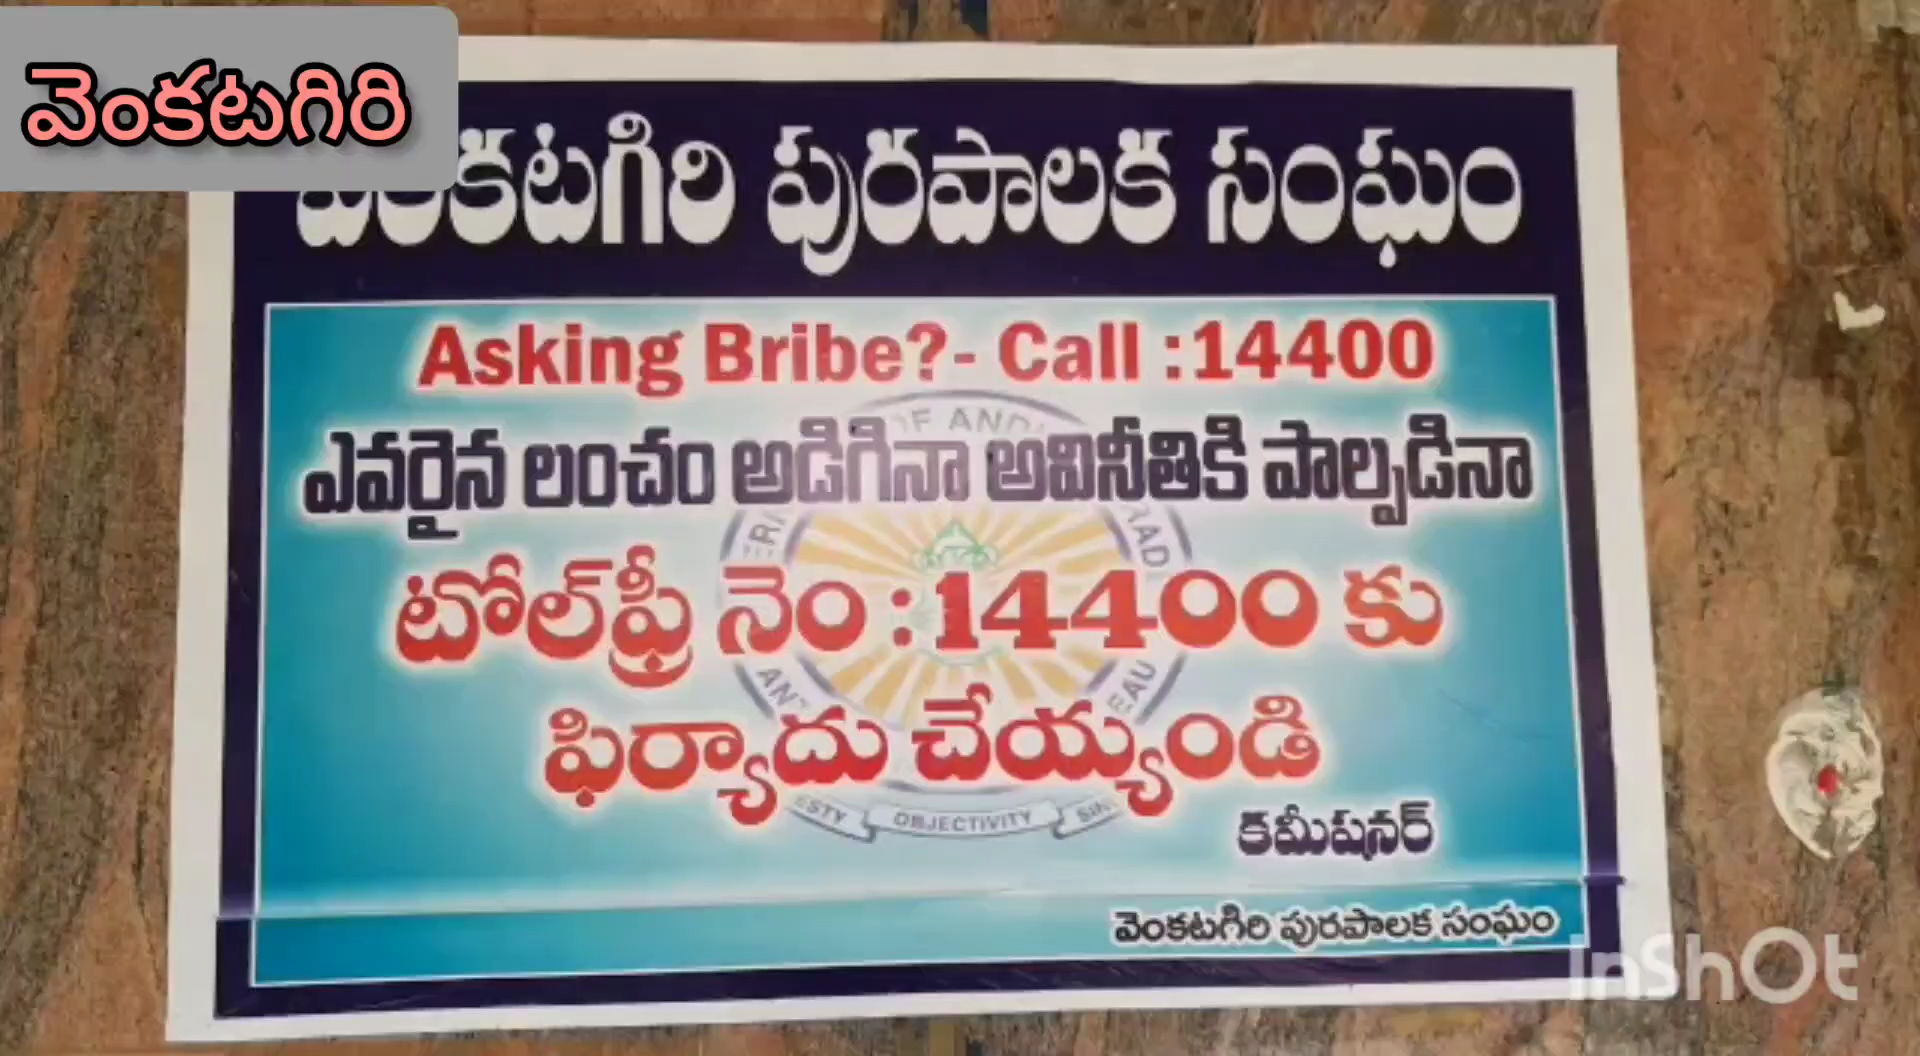 వెంకటగిరి
వెంకటగిరి పురపాలక సంఘం
Asking Bribe?- Call :14400
ఎవరైన లంచం అడిగినా అవినీతికి పాల్పడినా
టోల్‌ఫ్రీ నెం :14400 కు
ఫిర్యాదు చేయ్యండి
OBJECTIVITY
కమీషనర్
వెంకటగిరి పురపాలక సంఘం
InShOt